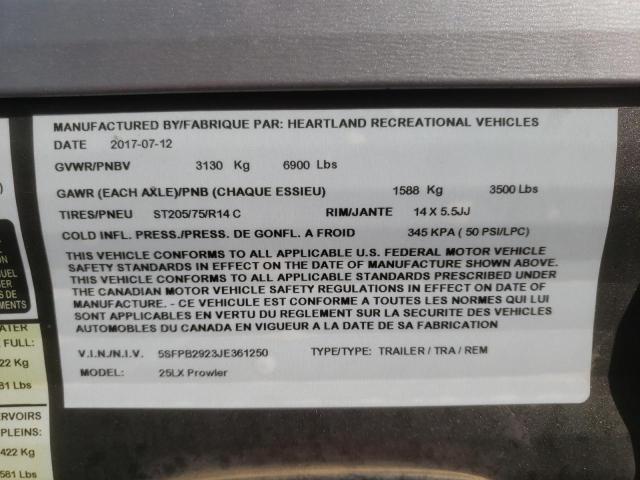 MANUFACTURED BY/FABRIQUE PAR: HEARTLAND RECREATIONAL VEHICLES
DATE 2017-07-12
GVWR/PNBV 3130 Kg 6900 Lbs
GAWR (EACH AXLE)/PNB (CHAQUE ESSIEU) 1588 Kg 3500 Lbs
TIRES/PNEU ST205/75/R14 C RIM/JANTE 14 X 5.5JJ
COLD INFL. PRESS./PRESS. DE GONFL. A FROID 345 KPA ( 50 PSI/LPC)
THIS VEHICLE CONFORMS TO ALL APPLICABLE U.S. FEDERAL MOTOR VEHICLE
SAFETY STANDARDS IN EFFECT ON THE DATE OF MANUFACTURE SHOWN ABOVE.
THIS VEHICLE CONFORMS TO ALL APPLICABLE STANDARDS PRESCRIBED UNDER
THE CANADIAN MOTOR VEHICLE SAFETY REGULATIONS IN EFFECT ON DATE OF
MANUFACTURE. - CE VEHICULE EST CONFORME A TOUTES LES NORMES QUI LUI
SONT APPLICABLES EN VERTU DU REGLEMENT SUR LA SECURITE DES VEHICLES
AUTOMOBILES DU CANADA EN VIGUEUR A LA DATE DE SA FABRICATION
V.I.N./N.I.V. 5SFPB2923JE361250 TYPE/TYPE: TRAILER / TRA / REM
MODEL: 25LX Prowler
ATER
FULL:
22 Kg
81 Lbs
RVOIRS
PLEINS:
422 Kg
581 Lbs